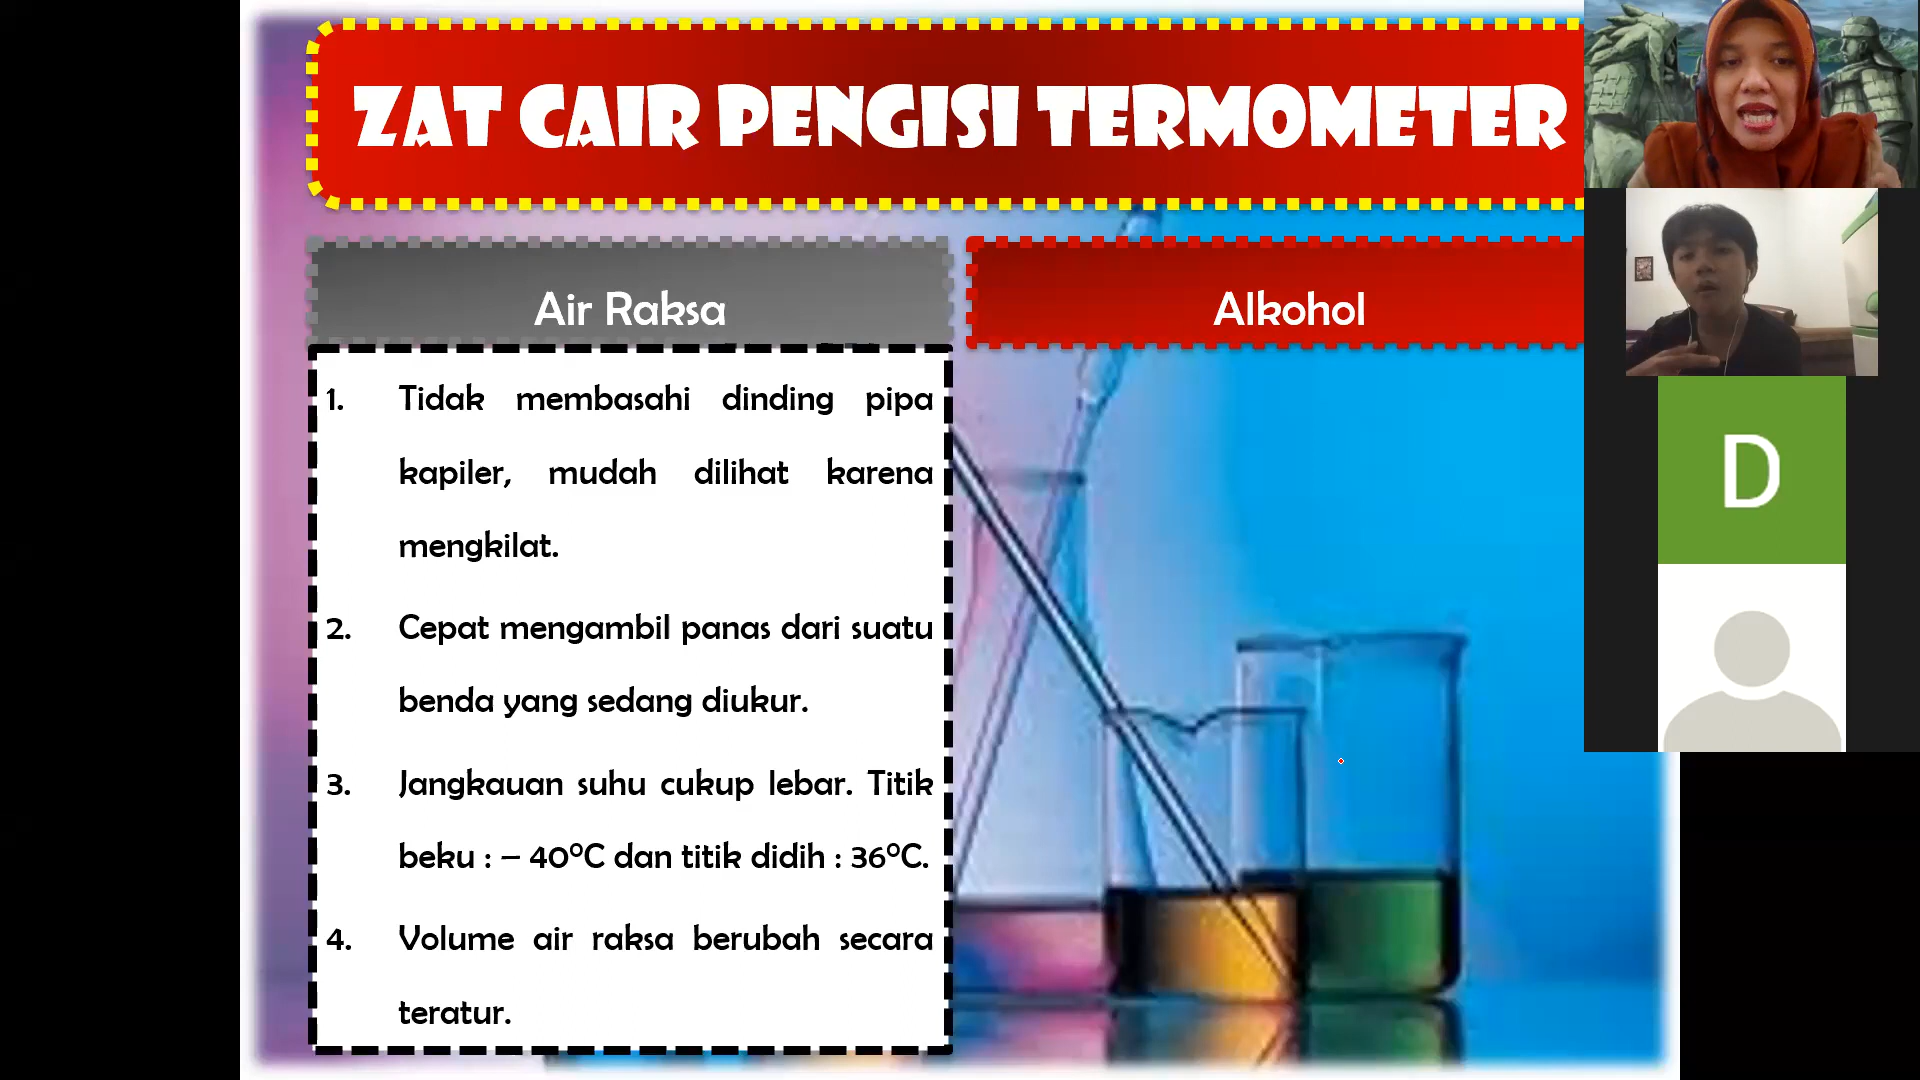 ZAT CAIR PENGISI TERMOMETER
Air Raksa
1. Tidak membasahi dinding pipa
kapiler, mudah dilihat karena
mengkilat.
2. Cepat mengambil panas dari suatu
benda yang sedang diukur.
3. Jangkauan suhu cukup lebar. Titik
beku : – 40⁰C dan titik didih : 36⁰C.
4. Volume air raksa berubah secara
teratur.
Alkohol
D